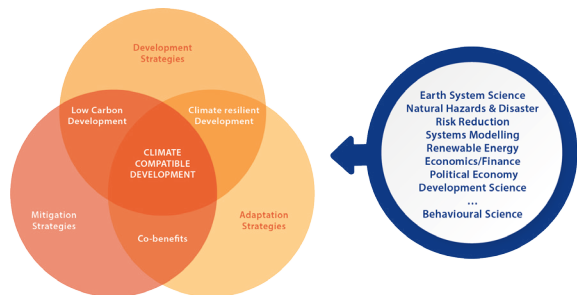 Development
Strategies
Low Carbon
Development
Climate resilient
Development
CLIMATE
COMPATIBLE
DEVELOPMENT
Mitigation
Strategies
Adaptation
Strategies
Co-benefits
Earth System Science
Natural Hazards & Disaster
Risk Reduction
Systems Modelling
Renewable Energy
Economics/Finance
Political Economy
Development Science
...
Behavioural Science